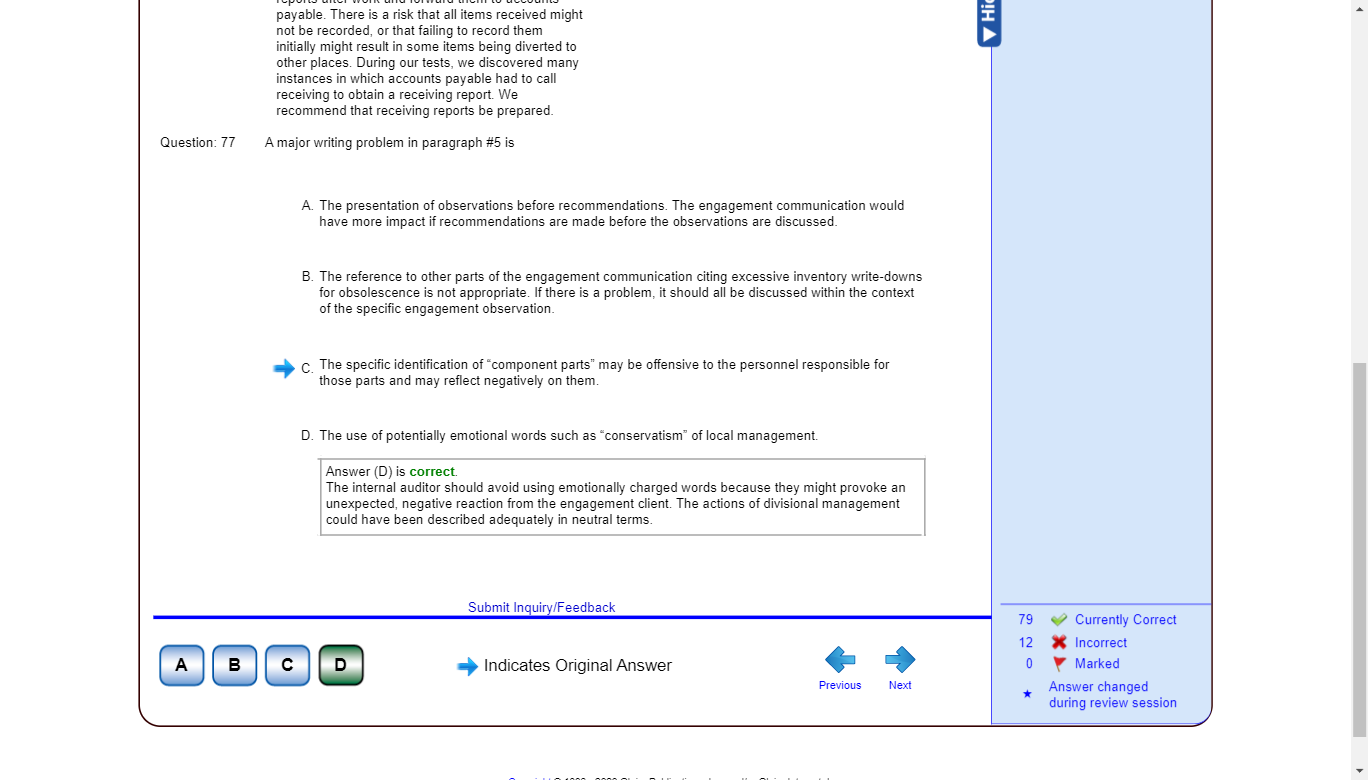 reports after work and forward them to accounts
payable. There is a risk that all items received might
not be recorded, or that failing to record them
initially might result in some items being diverted to
other places. During our tests, we discovered many
instances in which accounts payable had to call
receiving to obtain a receiving report. We
recommend that receiving reports be prepared.
Question: 77 A major writing problem in paragraph #5 is
A. The presentation of observations before recommendations. The engagement communication would
have more impact if recommendations are made before the observations are discussed.
B. The reference to other parts of the engagement communication citing excessive inventory write-downs
for obsolescence is not appropriate. If there is a problem, it should all be discussed within the context
of the specific engagement observation.
C. The specific identification of “component parts” may be offensive to the personnel responsible for
those parts and may reflect negatively on them.
D. The use of potentially emotional words such as “conservatism” of local management.
Answer (D) is correct.
The internal auditor should avoid using emotionally charged words because they might provoke an
unexpected, negative reaction from the engagement client. The actions of divisional management
could have been described adequately in neutral terms.
Submit Inquiry/Feedback
A B C D
Indicates Original Answer
Previous Next
79 Currently Correct
12 Incorrect
0 Marked
Answer changed
during review session